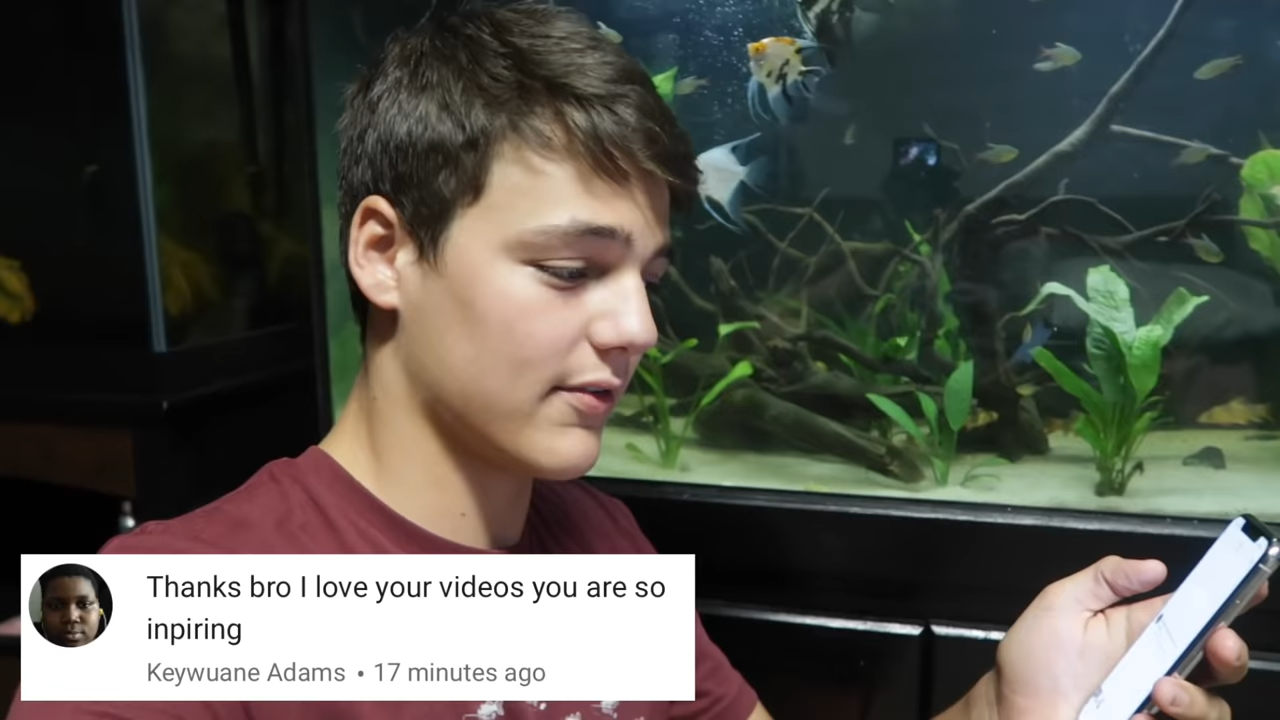 Thanks bro I love your videos you are so
inpiring
Keywuane Adams • 17 minutes ago